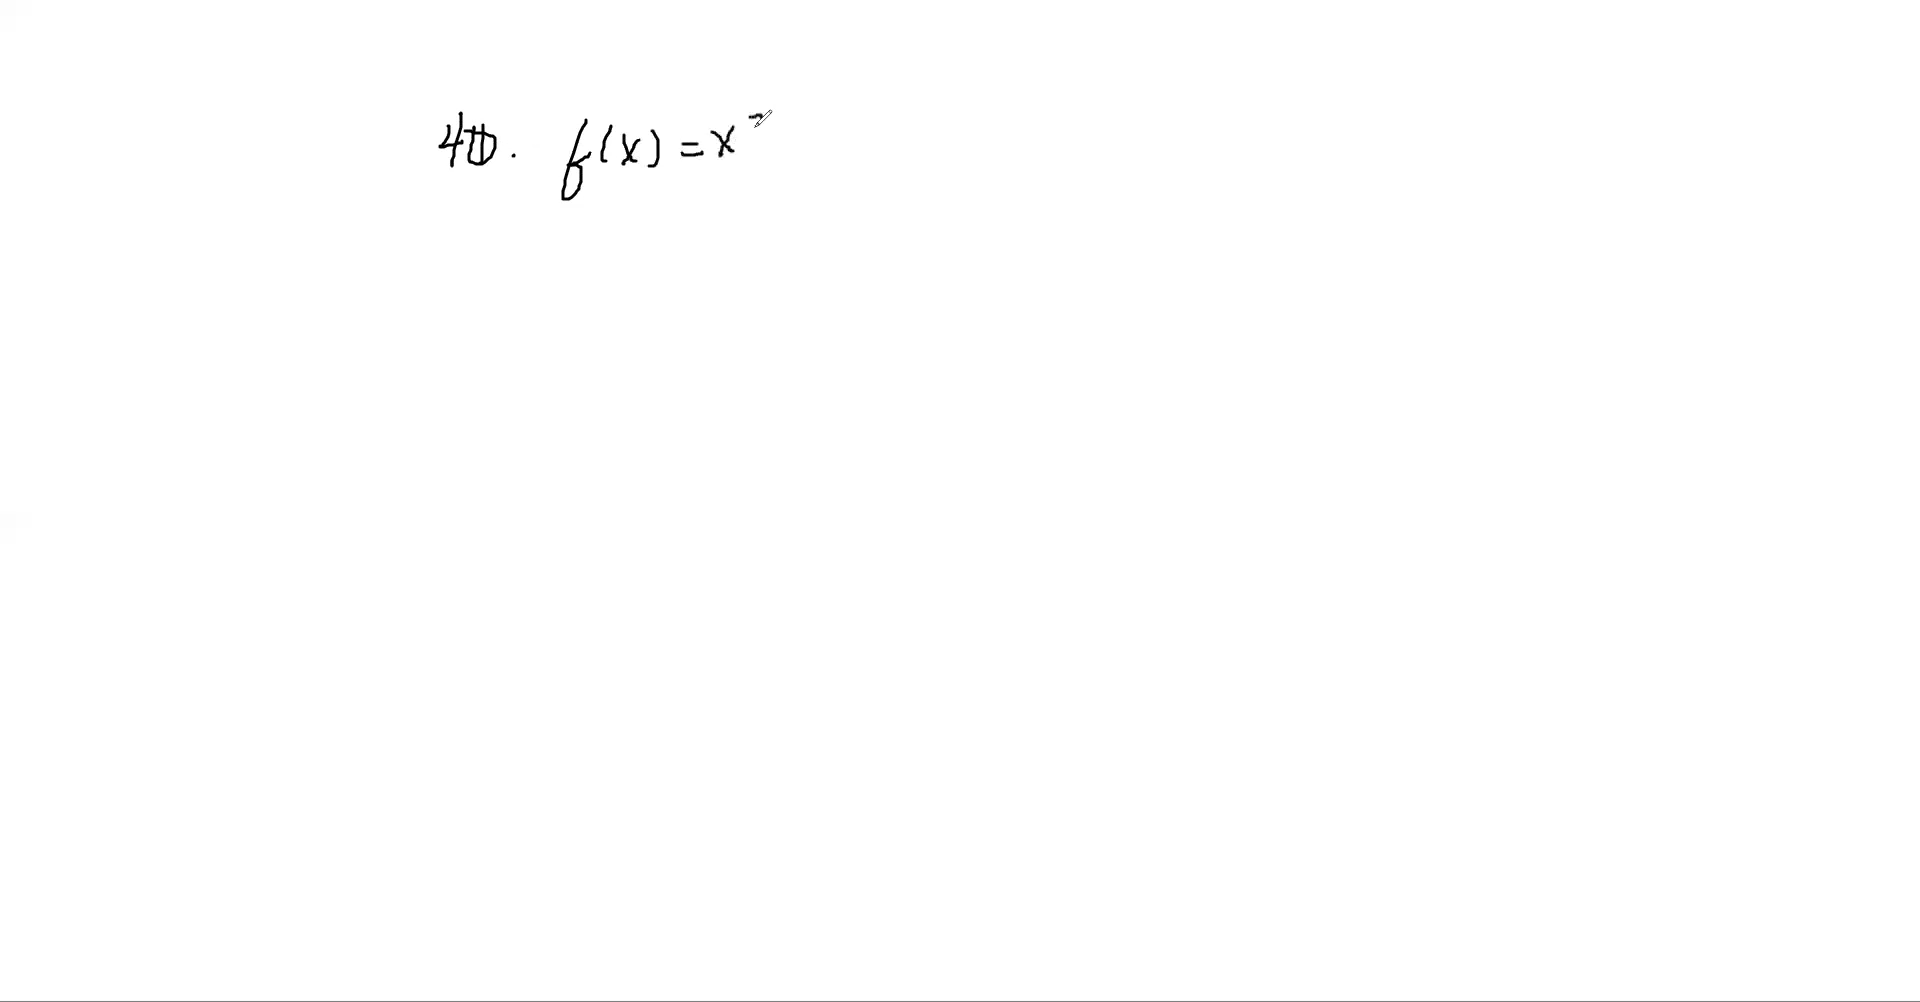 40. f(x) = x